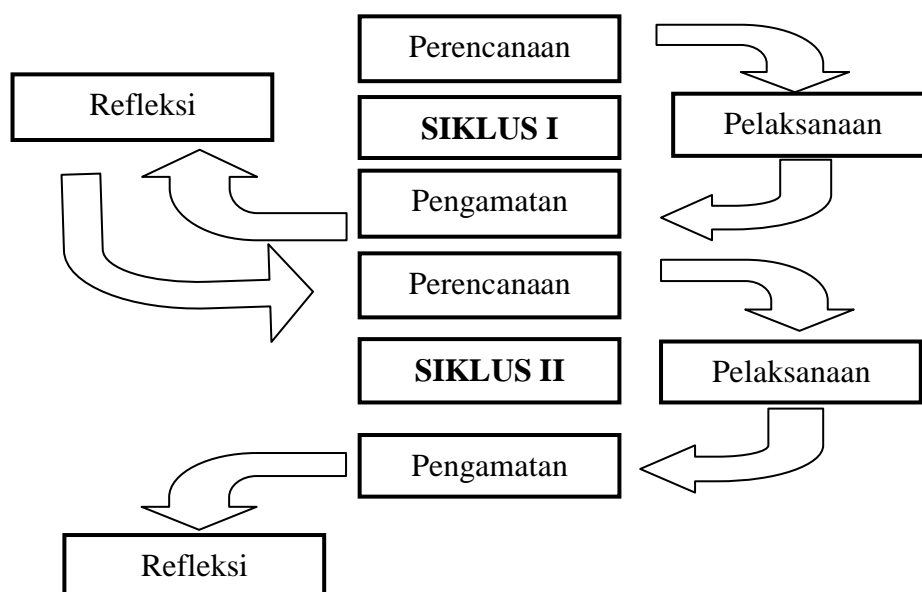 Perencanaan
Refleksi
SIKLUS I
Pelaksanaan
Pengamatan
Perencanaan
SIKLUS II
Pelaksanaan
Pengamatan
Refleksi